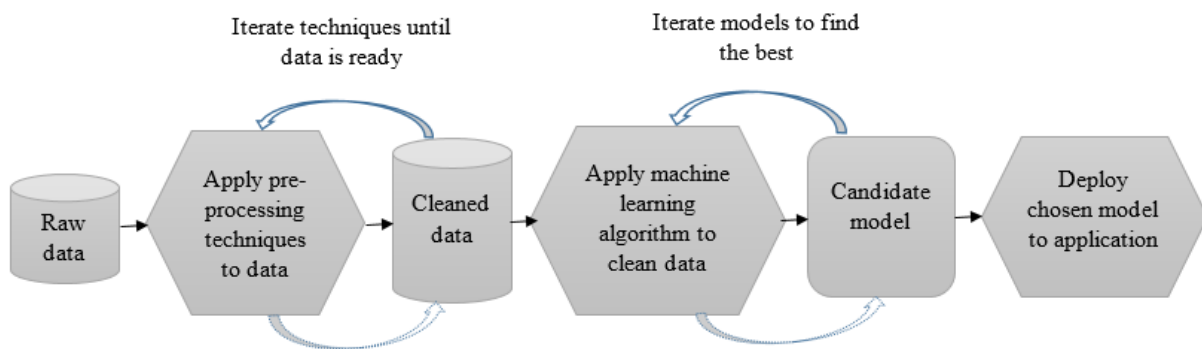 Iterate techniques until
data is ready
Iterate models to find
the best
Raw
data
Apply pre-
processing
techniques
to data
Cleaned
data
Apply machine
learning
algorithm to
clean data
Candidate
model
Deploy
chosen model
to application